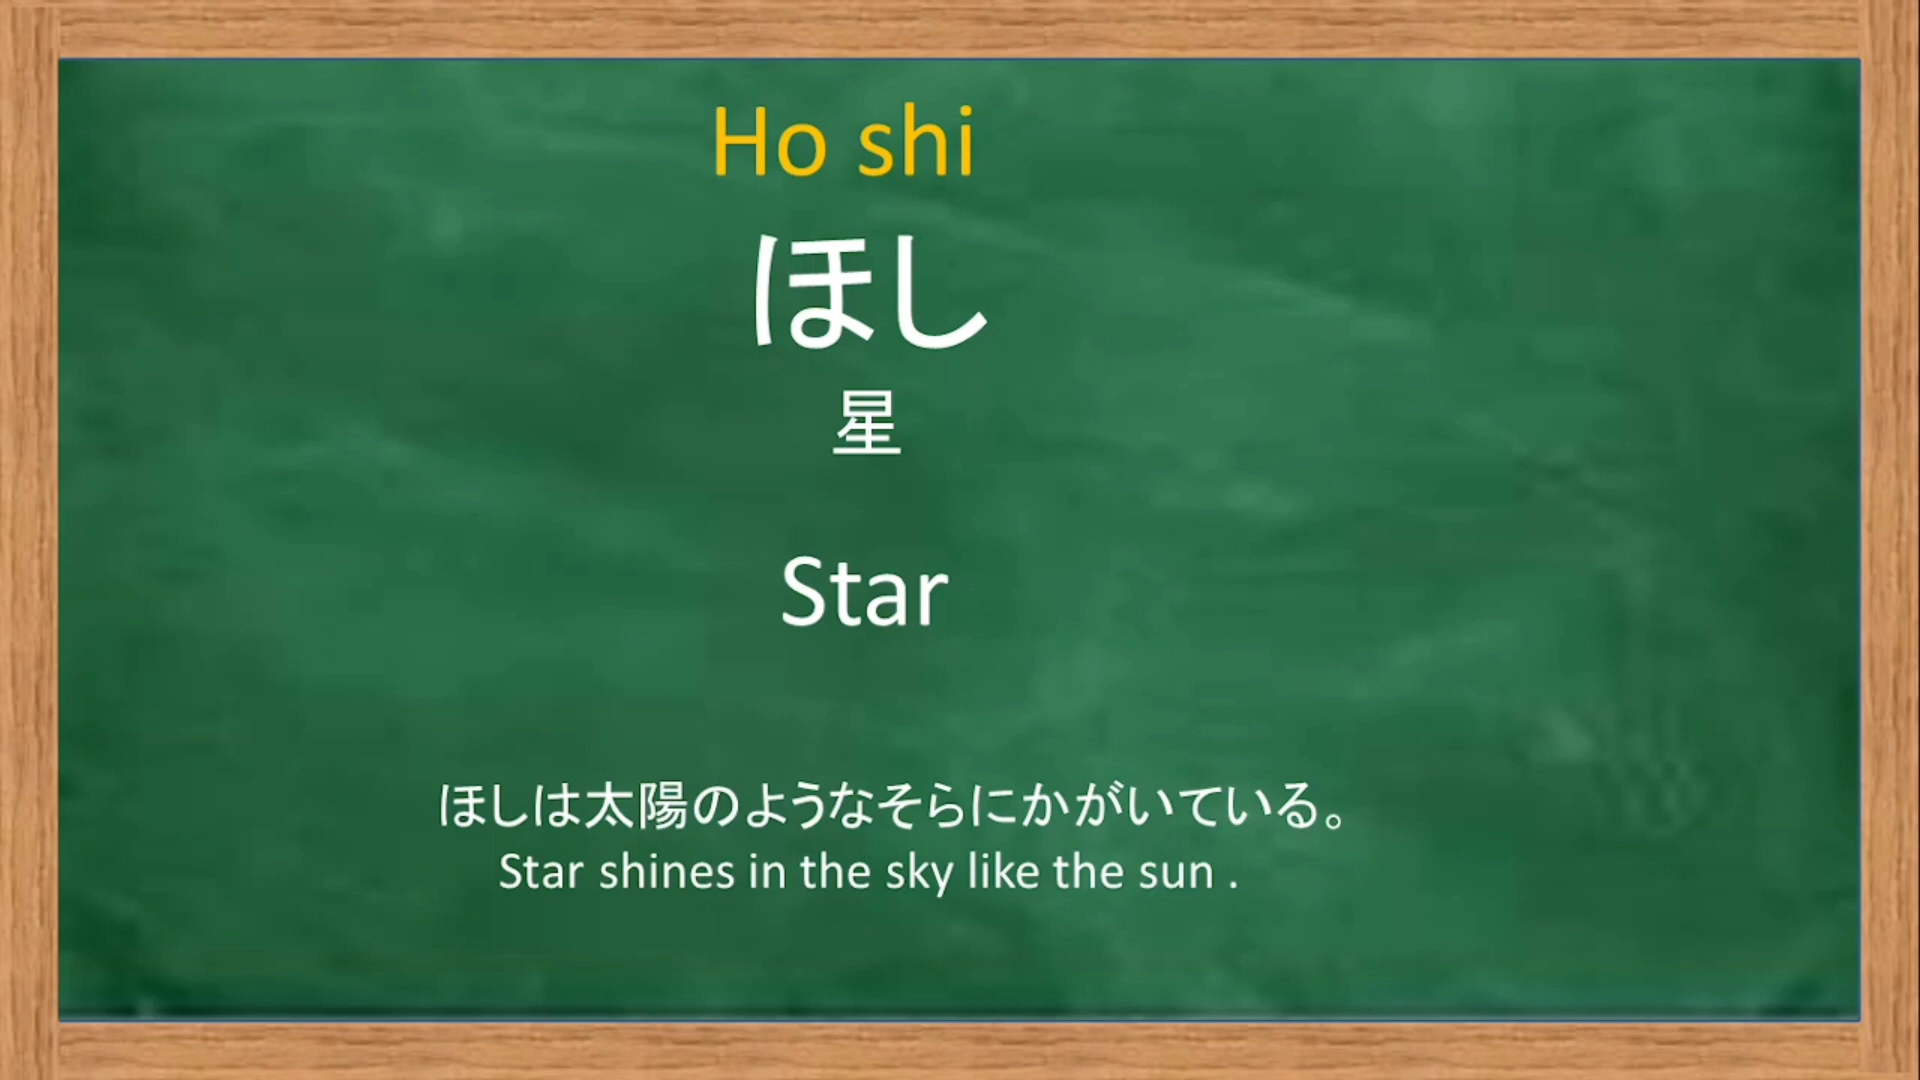 Ho shi
ほし
星
Star
ほしは太陽のようなそらにかがいている。
Star shines in the sky like the sun .